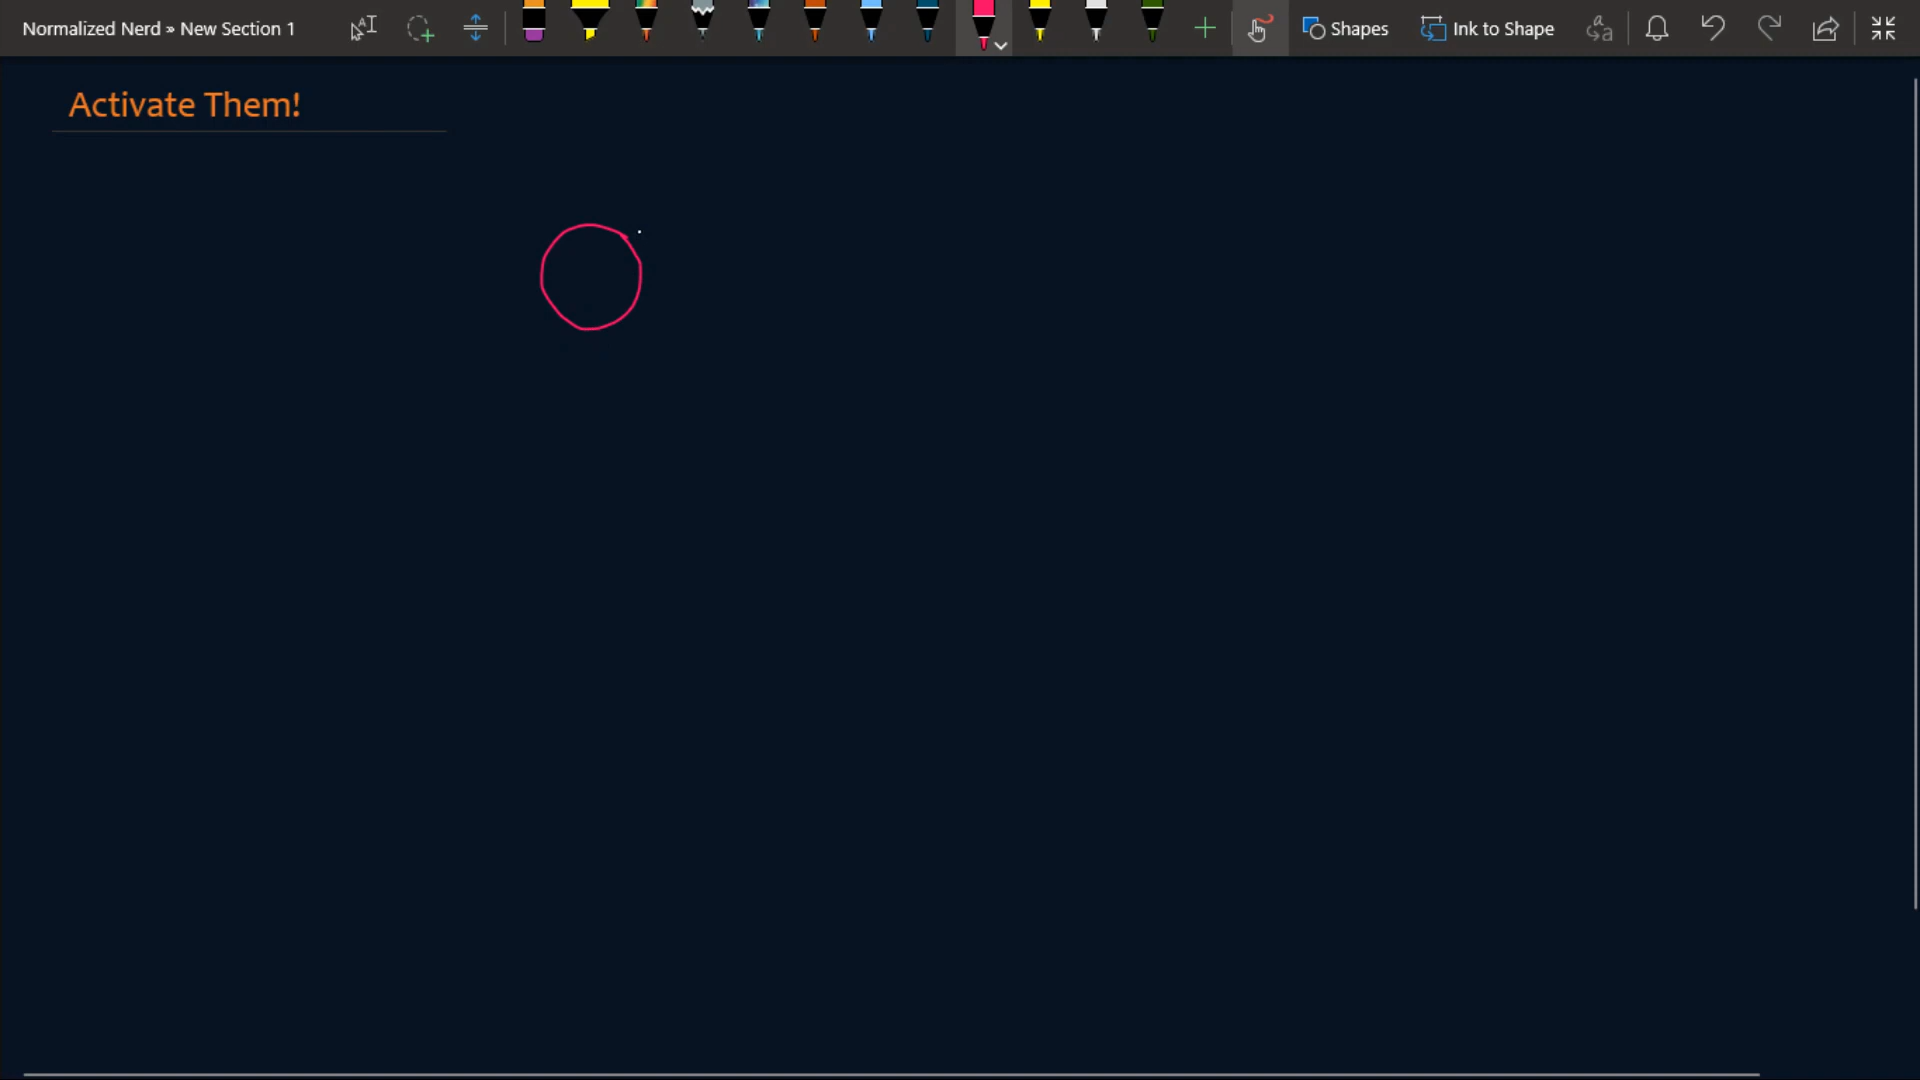 Normalized Nerd » New Section 1
Shapes
Ink to Shape
Activate Them!